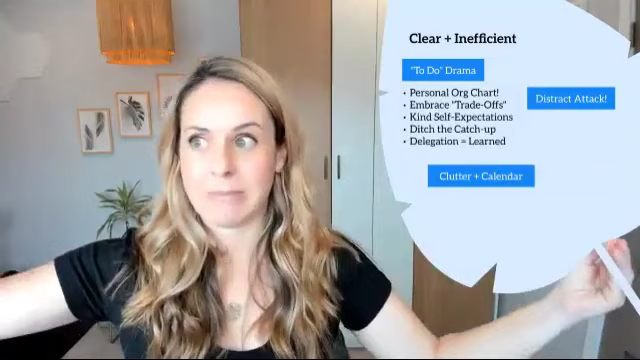 Clear + Inefficient
"To Do" Drama
• Personal Org Chart!
• Embrace "Trade-Offs"
• Kind Self-Expectations
• Ditch the Catch-up
• Delegation = Learned
Distract Attack!
Clutter + Calendar